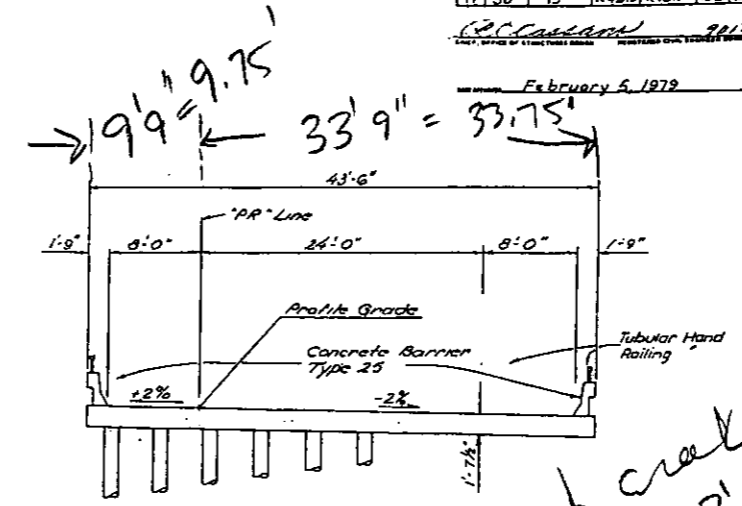 February 5, 1979
9'9" = 9.75'
33'9" = 33.75'
43'-6"
"PR" Line
1'-9" 8'-0" 24'-0" 8'-0" 1'-9"
Profile Grade
Concrete Barrier
Type 25
Tubular Hand
Railing
+2%
-2%
1'-7½"
creek